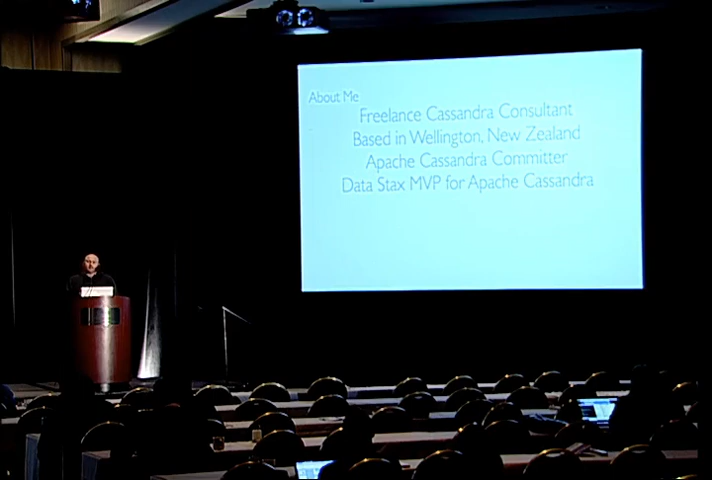 About Me
Freelance Cassandra Consultant
Based in Wellington, New Zealand
Apache Cassandra Committer
Data Stax MVP for Apache Cassandra